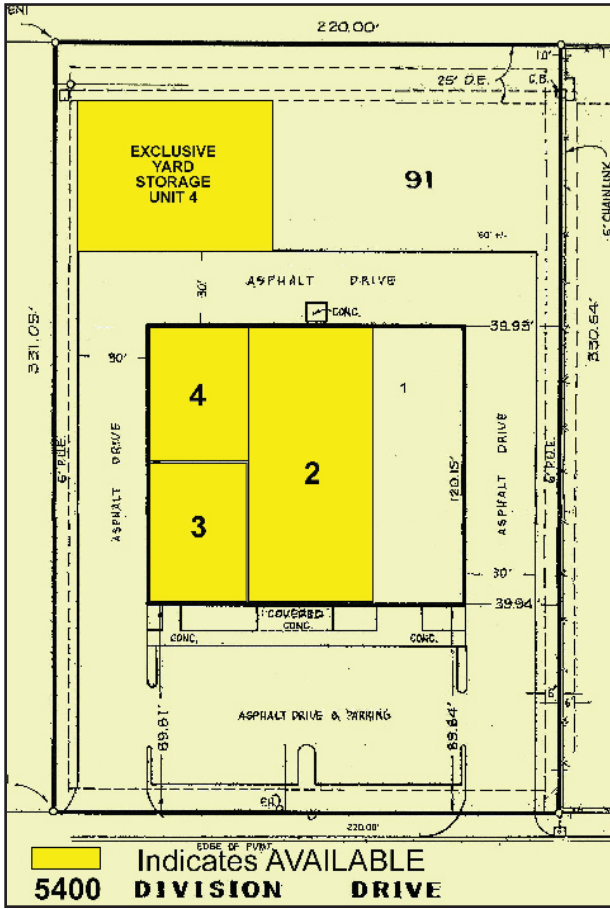 220.00'
10'
25' D.E.
C.B.
EXCLUSIVE
YARD
STORAGE
UNIT 4
91
6' CHAINLINK
60' +/-
ASPHALT DRIVE
30'
CONC.
39.93'
331.05'
330.54'
30'
4
1
2
3
120.15'
ASPHALT DRIVE
ASPHALT DRIVE
6' P.U.E.
6' P.U.E.
30'
39.94'
COVERED
CONC.
CONC.
CONC.
ASPHALT DRIVE & PARKING
89.81'
89.84'
220.00'
EDGE OF PVMT.
Indicates AVAILABLE
5400 DIVISION DRIVE